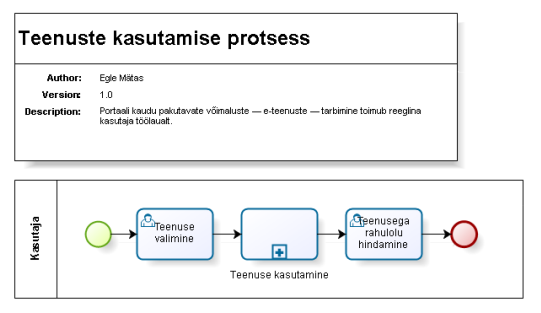 Teenuste kasutamise protsess
Author: Egle Mätas
Version: 1.0
Description: Portaali kaudu pakutavate võimaluste — e-teenuste — tarbimine toimub reeglina
kasutaja töölaualt.
Kasutaja
Teenuse
valimine
Teenuse kasutamine
Teenusega
rahulolu
hindamine